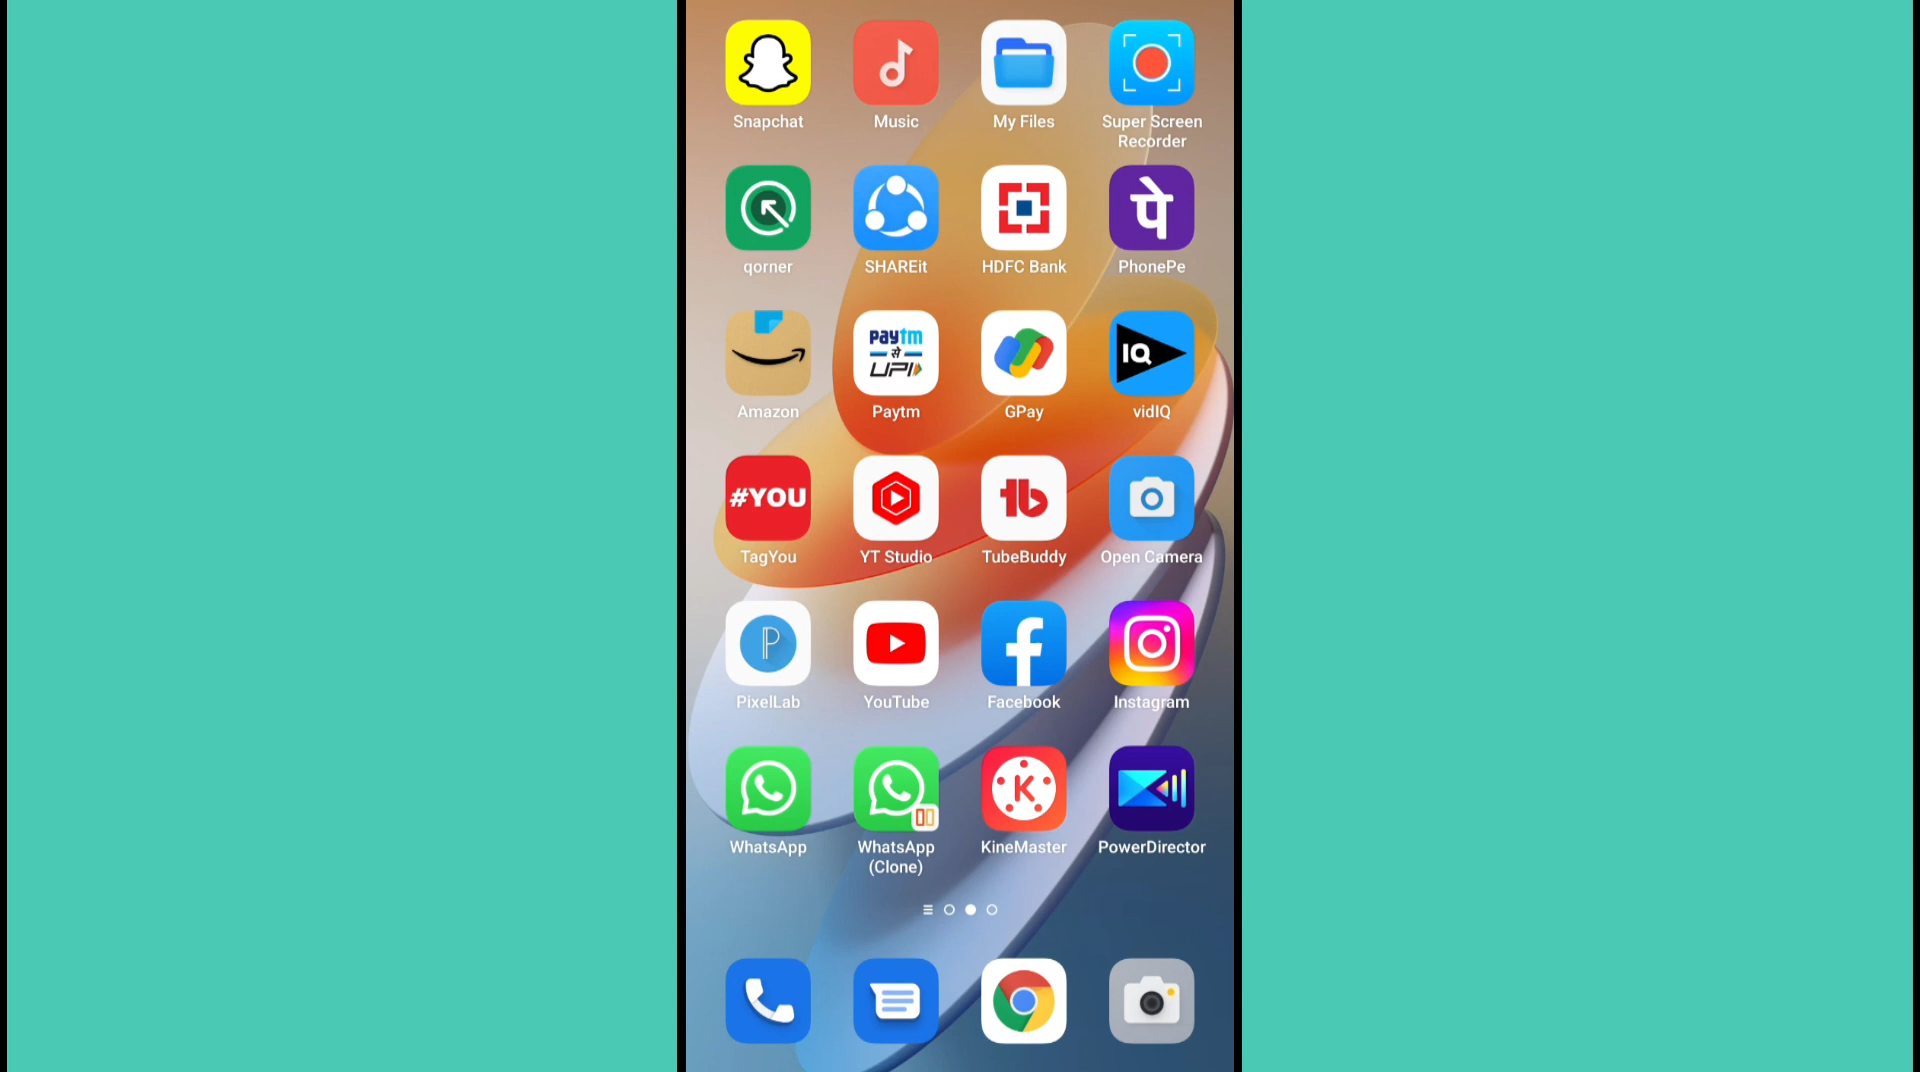 Snapchat
Music
My Files
Super Screen
Recorder
qorner
SHAREit
HDFC Bank
पे
PhonePe
Amazon
paytm
से
UPI
Paytm
GPay
IQ
vidIQ
#YOU
TagYou
YT Studio
tb
TubeBuddy
Open Camera
P
PixelLab
YouTube
f
Facebook
Instagram
WhatsApp
WhatsApp
(Clone)
K
KineMaster
PowerDirector